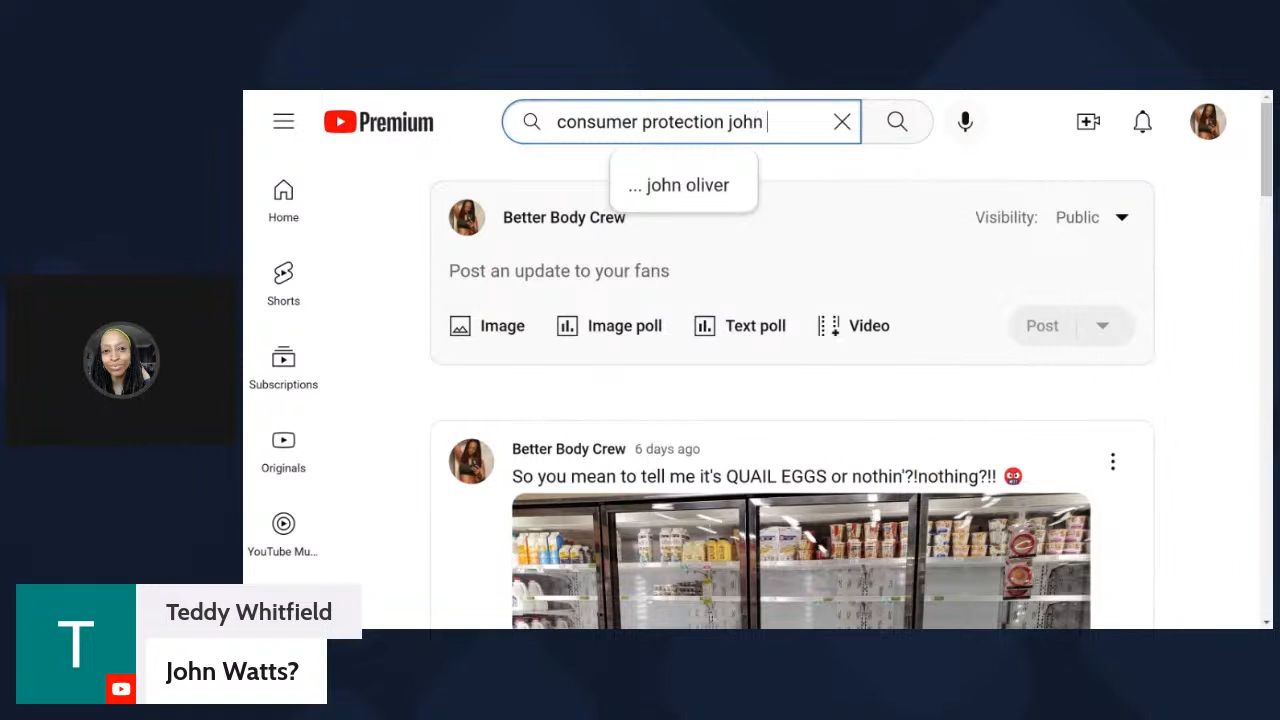 Premium
consumer protection john
... john oliver
Home
Shorts
Subscriptions
Originals
YouTube Mu...
Better Body Crew
Visibility: Public
Post an update to your fans
Image
Image poll
Text poll
Video
Post
Better Body Crew 6 days ago
So you mean to tell me it's QUAIL EGGS or nothin'?!nothing?!! 🤬
T
Teddy Whitfield
John Watts?